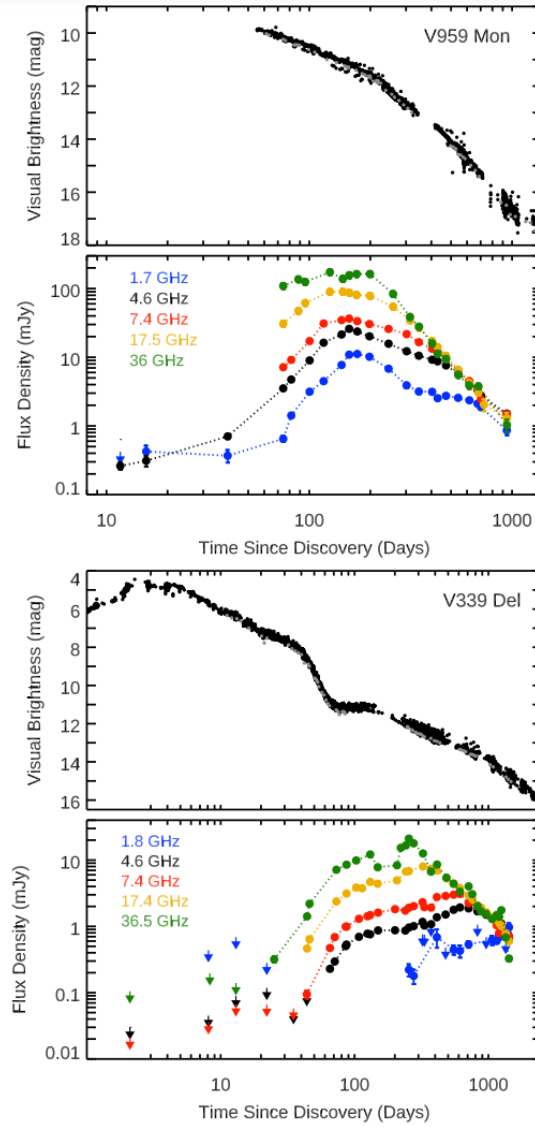 V959 Mon
Visual Brightness (mag)
10
12
14
16
18
1.7 GHz
4.6 GHz
7.4 GHz
17.5 GHz
36 GHz
Flux Density (mJy)
100
10
1
0.1
10
100
1000
Time Since Discovery (Days)
V339 Del
Visual Brightness (mag)
4
6
8
10
12
14
16
1.8 GHz
4.6 GHz
7.4 GHz
17.4 GHz
36.5 GHz
Flux Density (mJy)
10
1
0.1
0.01
10
100
1000
Time Since Discovery (Days)